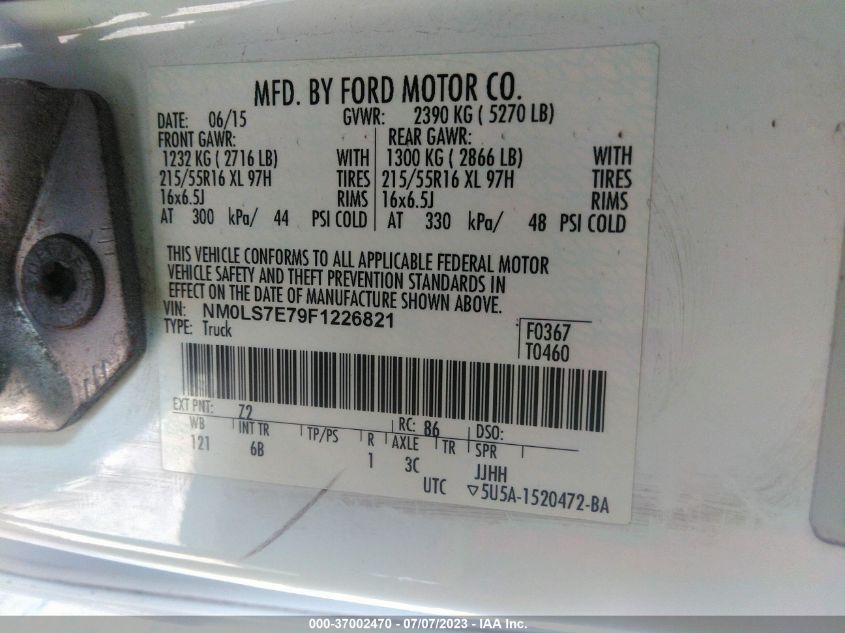 MFD. BY FORD MOTOR CO.
DATE: 06/15 GVWR: 2390 KG ( 5270 LB)
FRONT GAWR: REAR GAWR:
1232 KG ( 2716 LB) WITH 1300 KG ( 2866 LB) WITH
215/55R16 XL 97H TIRES 215/55R16 XL 97H TIRES
16x6.5J RIMS 16x6.5J RIMS
AT 300 kPa/ 44 PSI COLD AT 330 kPa/ 48 PSI COLD
THIS VEHICLE CONFORMS TO ALL APPLICABLE FEDERAL MOTOR
VEHICLE SAFETY AND THEFT PREVENTION STANDARDS IN
EFFECT ON THE DATE OF MANUFACTURE SHOWN ABOVE.
VIN: NM0LS7E79F1226821
TYPE: Truck
F0367
T0460
EXT PNT: Z2 RC: 86 DSO:
WB INT TR TP/PS R AXLE TR SPR
121 6B 1 3C JJHH
UTC ▽5U5A-1520472-BA
000-37002470 - 07/07/2023 - IAA Inc.